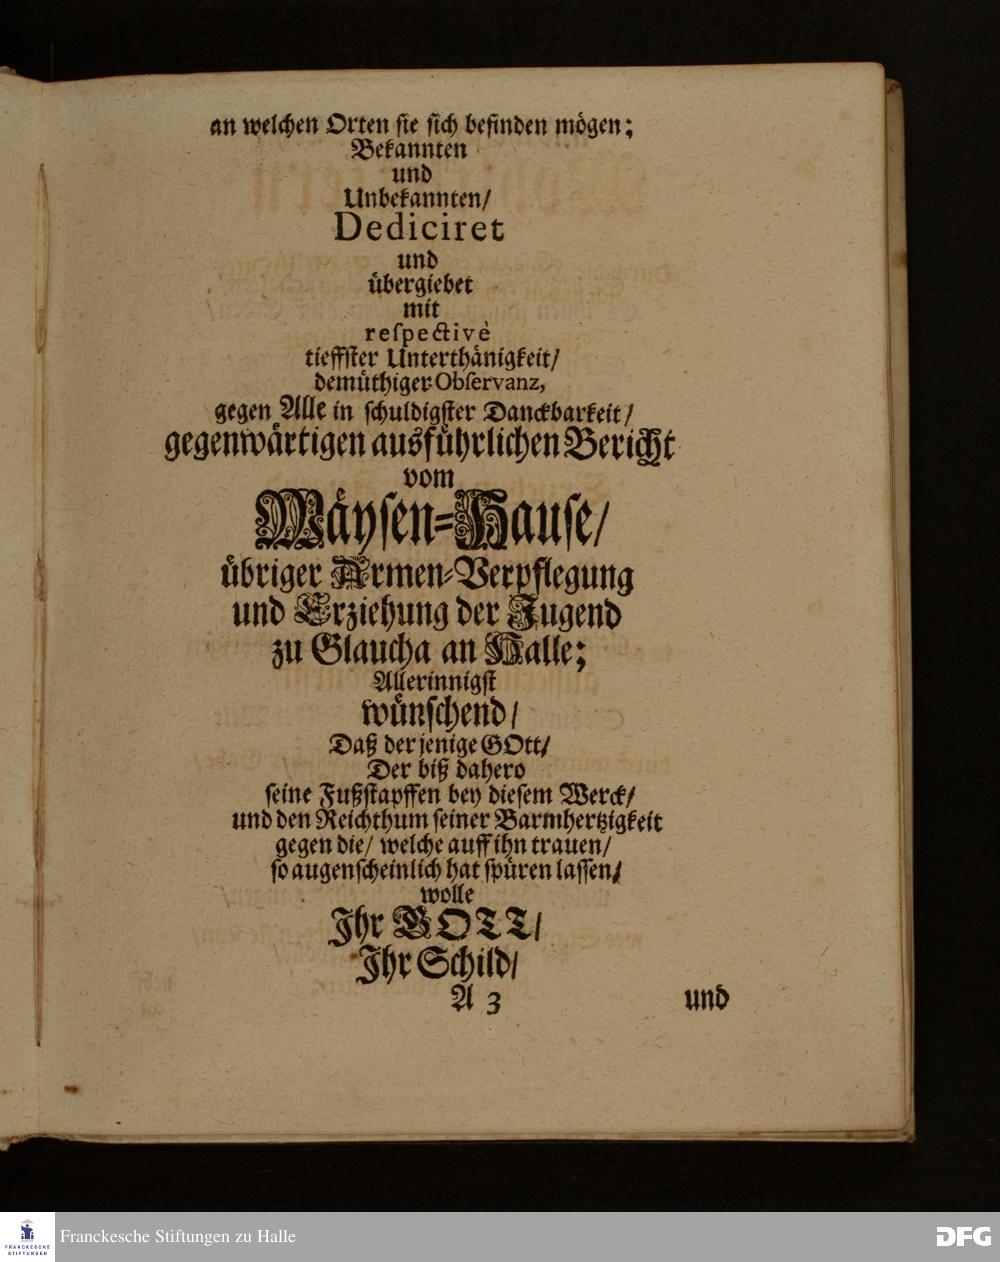 an welchen Orten sie sich befinden mögen;
Bekannten
und
Unbekannten/
Dediciret
und
übergiebet
mit
respectivè
tieffster Unterthänigkeit/
demüthiger Observanz,
gegen Alle in schuldigster Danckbarkeit/
gegenwärtigen ausführlichen Bericht
vom
Wäysen-Hause/
übriger Armen-Verpflegung
und Erziehung der Jugend
zu Glaucha an Halle;
Allerinnigst
wünschend/
Daß der jenige GOtt/
Der biß dahero
seine Fußstapffen bey diesem Werck/
und den Reichthum seiner Barmhertzigkeit
gegen die/ welche auff ihn trauen/
so augenscheinlich hat spüren lassen/
wolle
Ihr GOTT/
Ihr Schild/
A 3 und
FRANCKESCHE STIFTUNGEN
Franckesche Stiftungen zu Halle
DFG